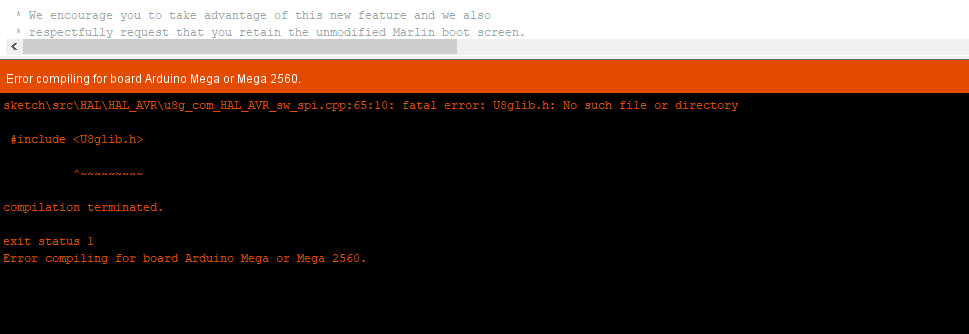 * We encourage you to take advantage of this new feature and we also
* respectfully request that you retain the unmodified Marlin boot screen.
Error compiling for board Arduino Mega or Mega 2560.
sketch\src\HAL\HAL_AVR\u8g_com_HAL_AVR_sw_spi.cpp:65:10: fatal error: U8glib.h: No such file or directory
#include <U8glib.h>
^~~~~~~~~~
compilation terminated.
exit status 1
Error compiling for board Arduino Mega or Mega 2560.